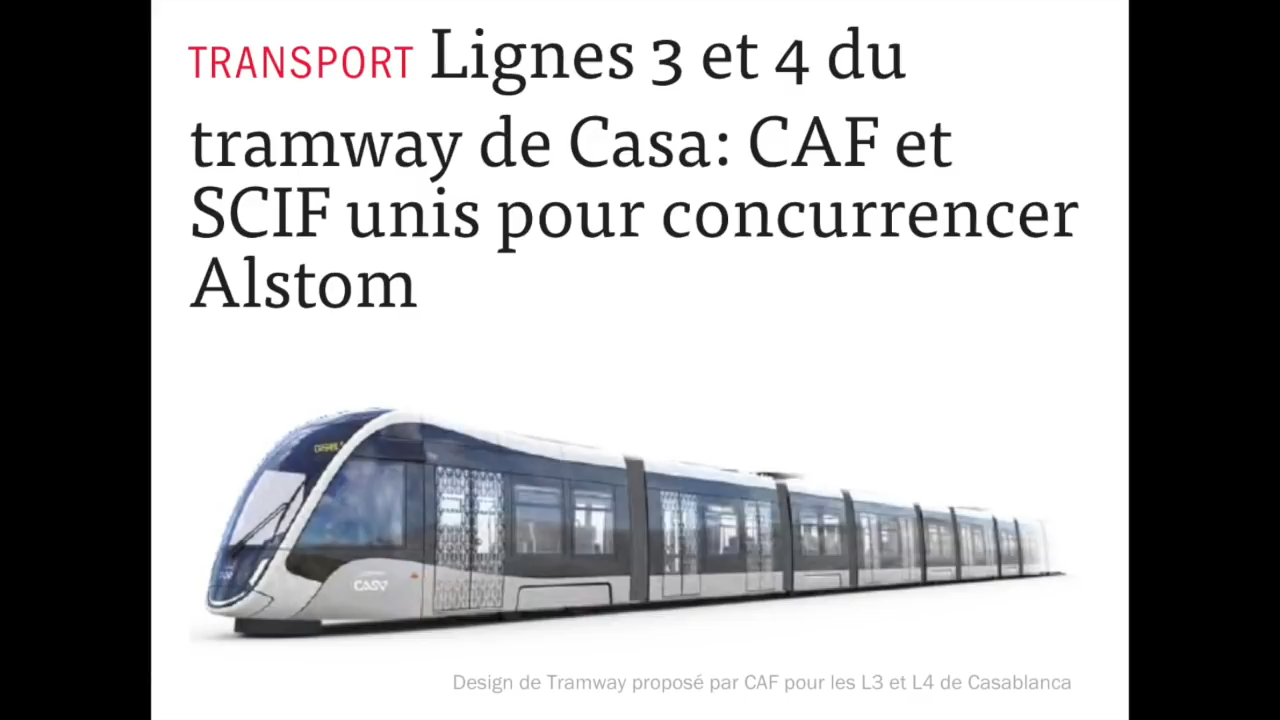 TRANSPORT Lignes 3 et 4 du
tramway de Casa: CAF et
SCIF unis pour concurrencer
Alstom
CASA
Design de Tramway proposé par CAF pour les L3 et L4 de Casablanca